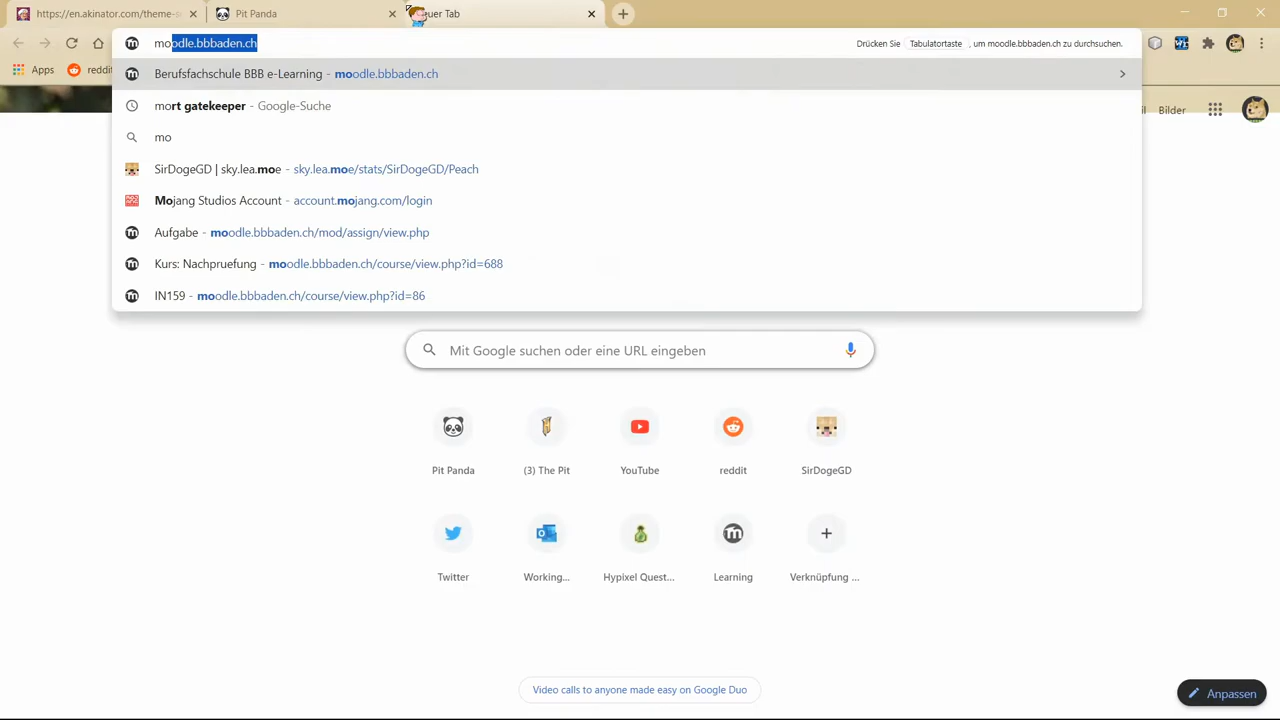 https://en.akinator.com/game
Pit Panda
euer Tab
moodle.bbbaden.ch
Drücken Sie Tabulatortaste , um moodle.bbbaden.ch zu durchsuchen.
Apps
reddit
Berufsfachschule BBB e-Learning - moodle.bbbaden.ch
mort gatekeeper - Google-Suche
Bilder
mo
SirDogeGD | sky.lea.moe - sky.lea.moe/stats/SirDogeGD/Peach
Mojang Studios Account - account.mojang.com/login
Aufgabe - moodle.bbbaden.ch/mod/assign/view.php
Kurs: Nachpruefung - moodle.bbbaden.ch/course/view.php?id=688
IN159 - moodle.bbbaden.ch/course/view.php?id=86
Mit Google suchen oder eine URL eingeben
Pit Panda
(3) The Pit
YouTube
reddit
SirDogeGD
Twitter
Working...
Hypixel Quest...
Learning
Verknüpfung ...
Video calls to anyone made easy on Google Duo
Anpassen